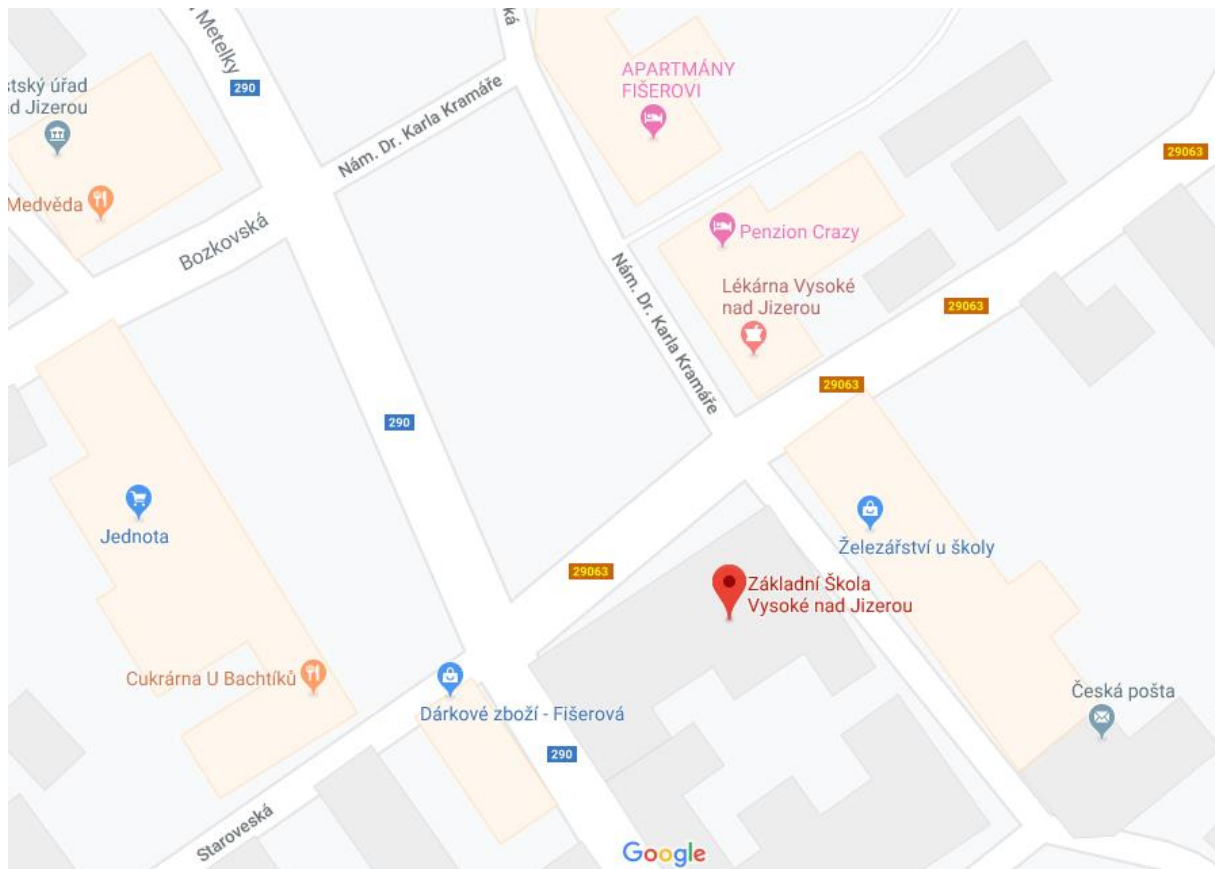 Metelky
ská
APARTMÁNY
FIŠEROVI
tský úřad
d Jizerou
290
Nám. Dr. Karla Kramáře
29063
Medvěda
Bozkovská
Penzion Crazy
Nám. Dr. Karla Kramáře
Lékárna Vysoké
nad Jizerou
29063
29063
290
Jednota
Železářství u školy
29063
Základní Škola
Vysoké nad Jizerou
Cukrárna U Bachtíků
Česká pošta
Dárkové zboží - Fišerová
290
Staroveská
Google